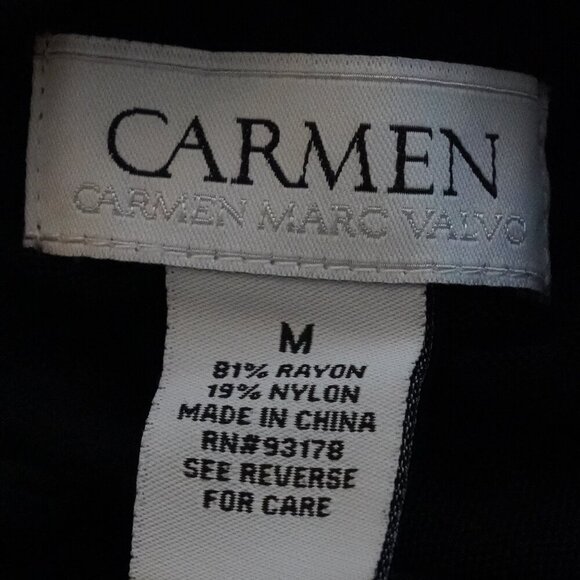 CARMEN
CARMEN MARC VALVO
M
81% RAYON
19% NYLON
MADE IN CHINA
RN#93178
SEE REVERSE
FOR CARE